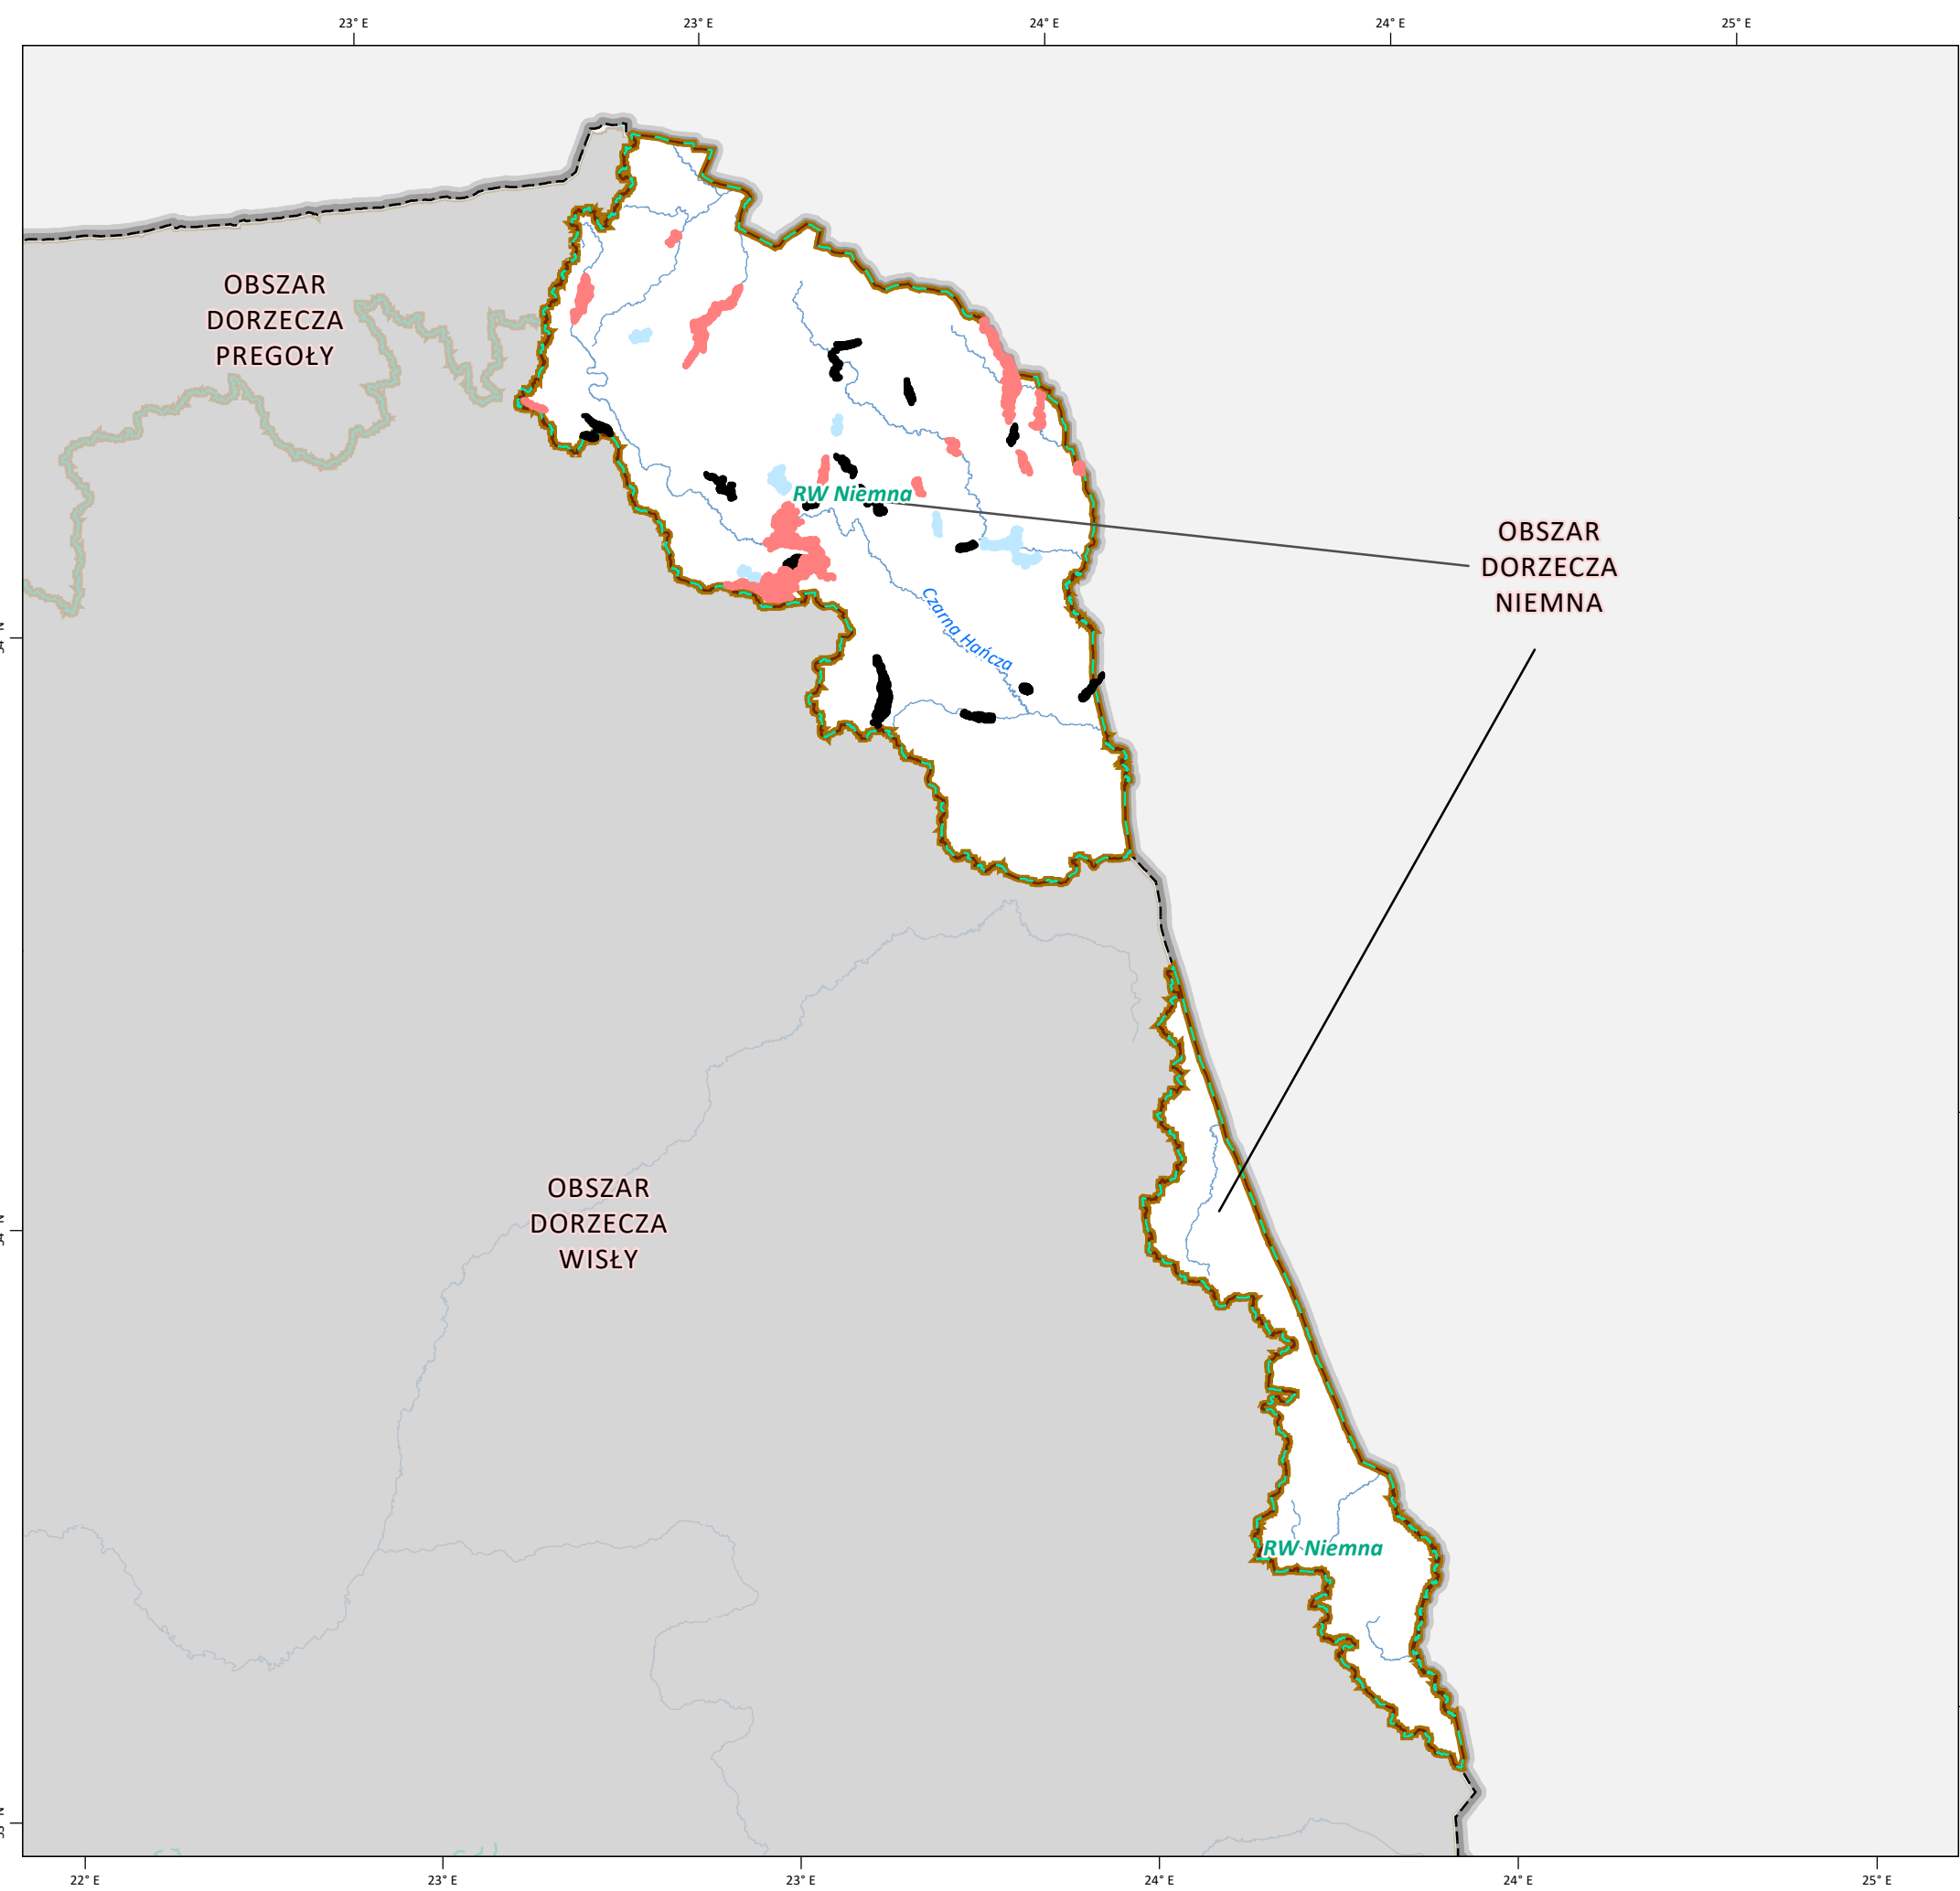 23° E
23° E
24° E
24° E
25° E
OBSZAR
DORZECZA
PREGOŁY
RW Niemna
OBSZAR
DORZECZA
NIEMNA
Czarna Hańcza
OBSZAR
DORZECZA
WISŁY
RW Niemna
22° E
23° E
23° E
24° E
24° E
25° E